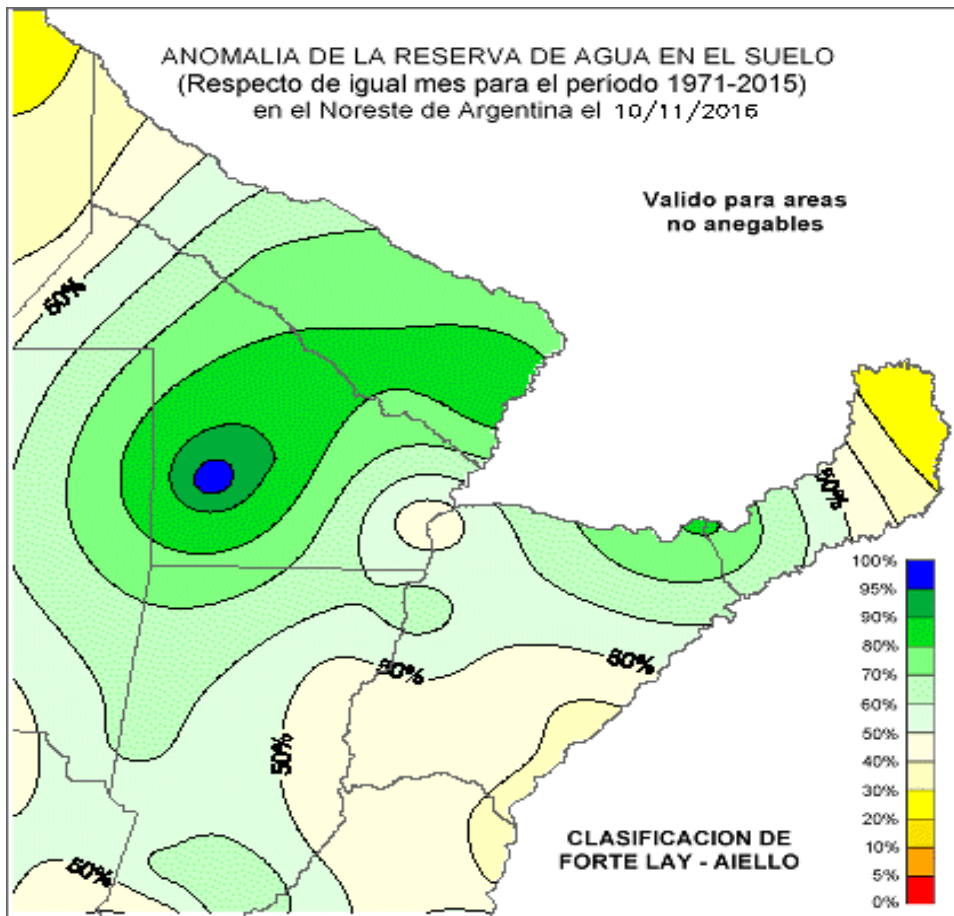 ANOMALIA DE LA RESERVA DE AGUA EN EL SUELO
(Respecto de igual mes para el periodo 1971-2015)
en el Noreste de Argentina el 10/11/2016
Valido para areas
no anegables
50%
50%
50%
50%
50%
50%
100%
95%
90%
80%
70%
60%
50%
40%
30%
20%
10%
5%
0%
CLASIFICACION DE
FORTE LAY - AIELLO